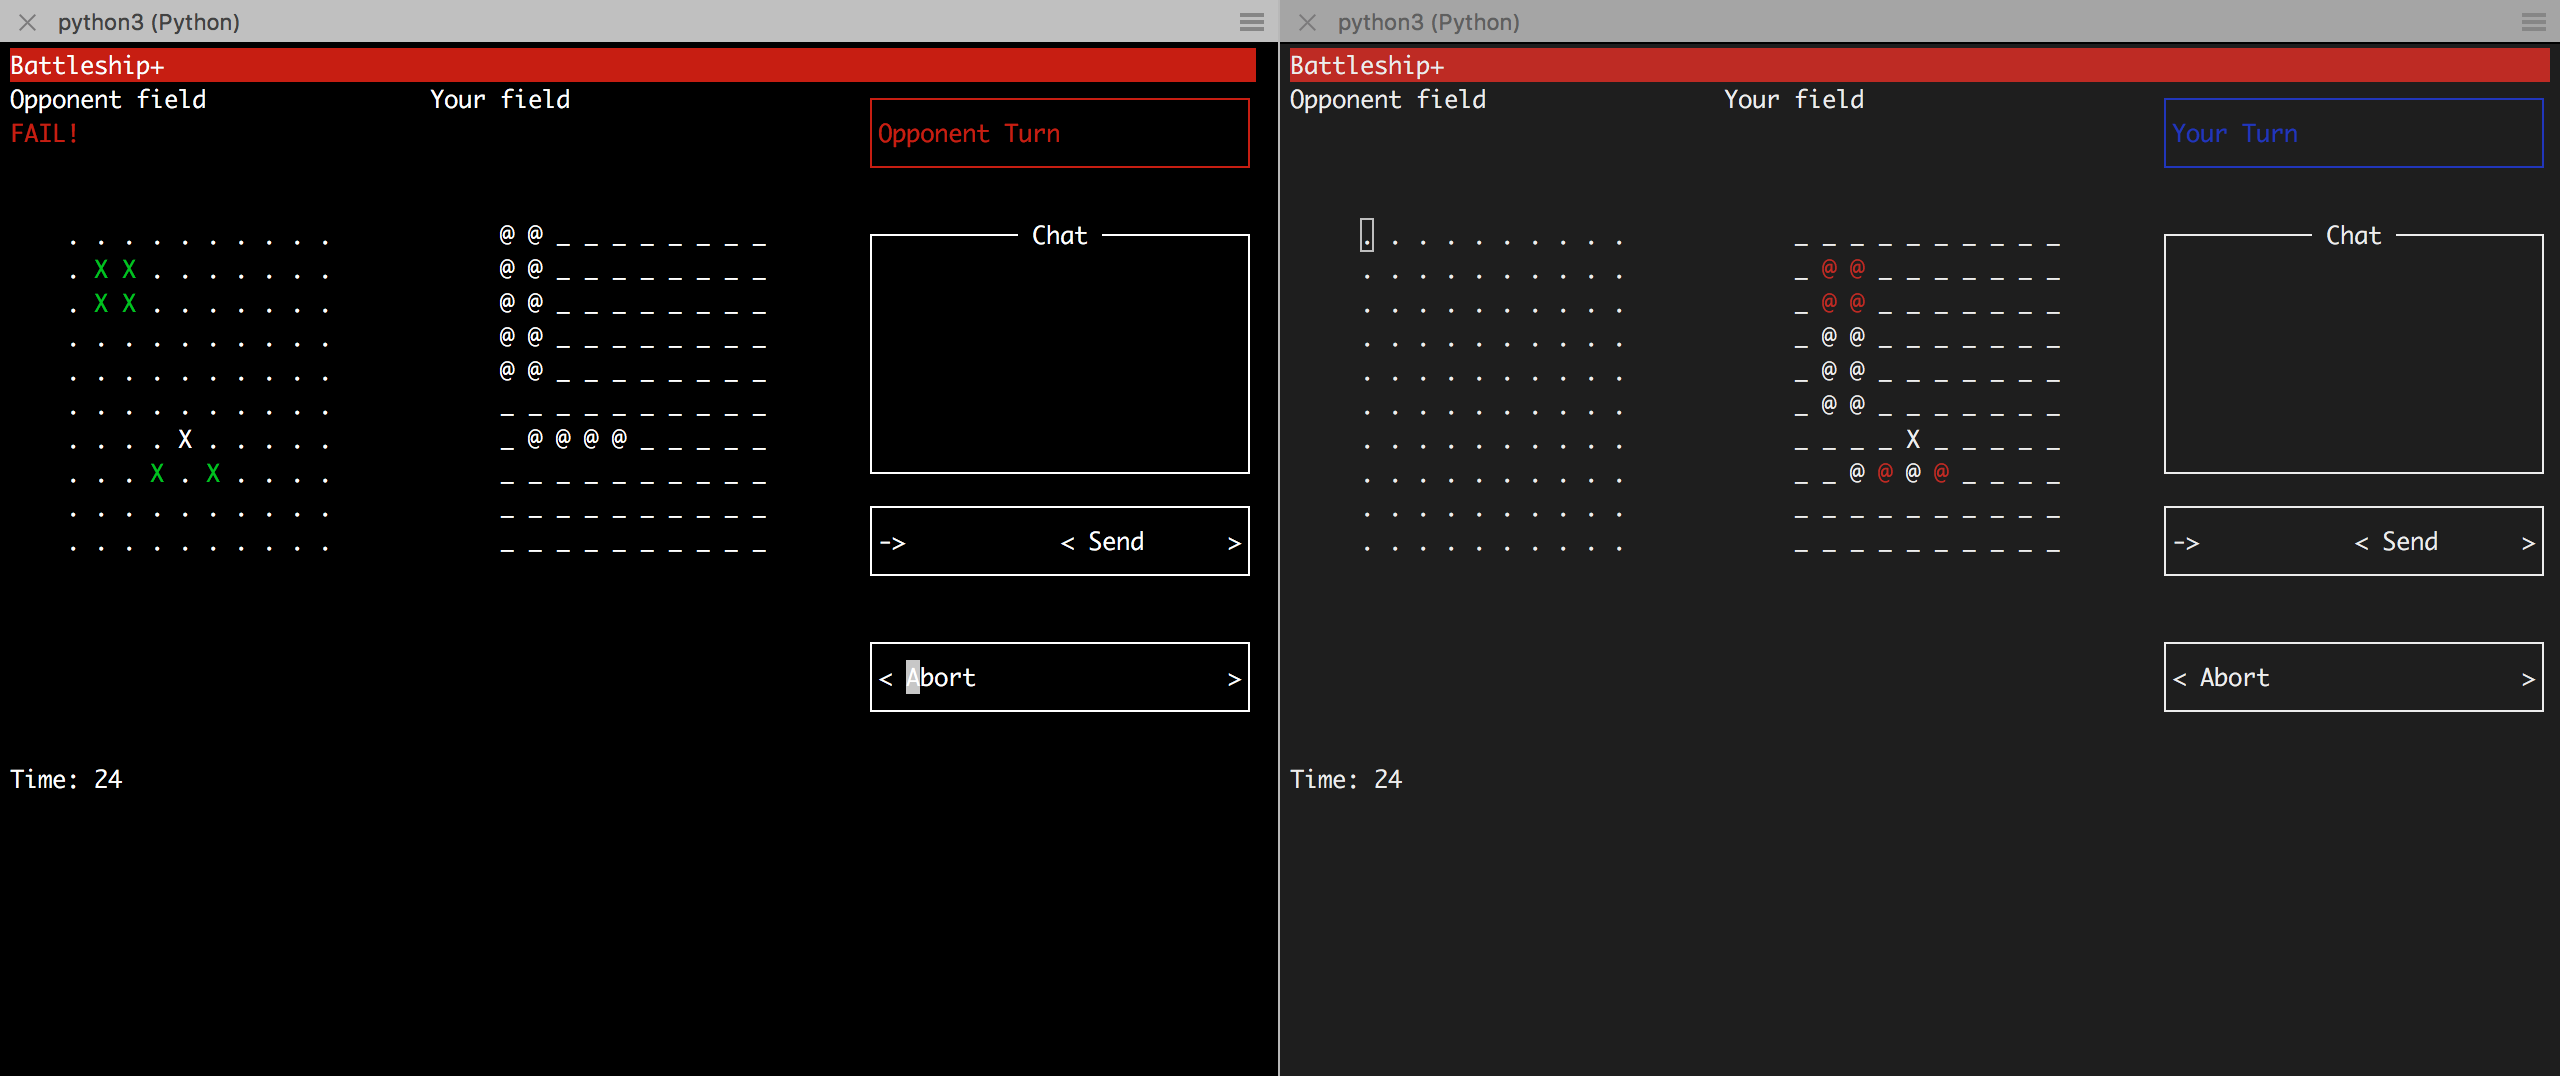 python3 (Python)
Battleship+
Opponent field Your field
FAIL!
Opponent Turn
. . . . . . . . . . @ @ _ _ _ _ _ _ _ _
. X X . . . . . . . @ @ _ _ _ _ _ _ _ _
. X X . . . . . . . @ @ _ _ _ _ _ _ _ _
. . . . . . . . . . @ @ _ _ _ _ _ _ _ _
. . . . . . . . . . @ @ _ _ _ _ _ _ _ _
. . . . . . . . . . _ _ _ _ _ _ _ _ _ _
. . . . X . . . . . _ @ @ @ @ _ _ _ _ _
. . . X . X . . . . _ _ _ _ _ _ _ _ _ _
. . . . . . . . . . _ _ _ _ _ _ _ _ _ _
. . . . . . . . . . _ _ _ _ _ _ _ _ _ _
Chat
-> < Send >
< Abort >
Time: 24
python3 (Python)
Battleship+
Opponent field Your field
Your Turn
. . . . . . . . . . _ _ _ _ _ _ _ _ _ _
. . . . . . . . . . _ @ @ _ _ _ _ _ _ _
. . . . . . . . . . _ @ @ _ _ _ _ _ _ _
. . . . . . . . . . _ @ @ _ _ _ _ _ _ _
. . . . . . . . . . _ @ @ _ _ _ _ _ _ _
. . . . . . . . . . _ @ @ _ _ _ _ _ _ _
. . . . . . . . . . _ _ _ _ X _ _ _ _ _
. . . . . . . . . . _ _ @ @ @ @ _ _ _ _
. . . . . . . . . . _ _ _ _ _ _ _ _ _ _
. . . . . . . . . . _ _ _ _ _ _ _ _ _ _
Chat
-> < Send >
< Abort >
Time: 24